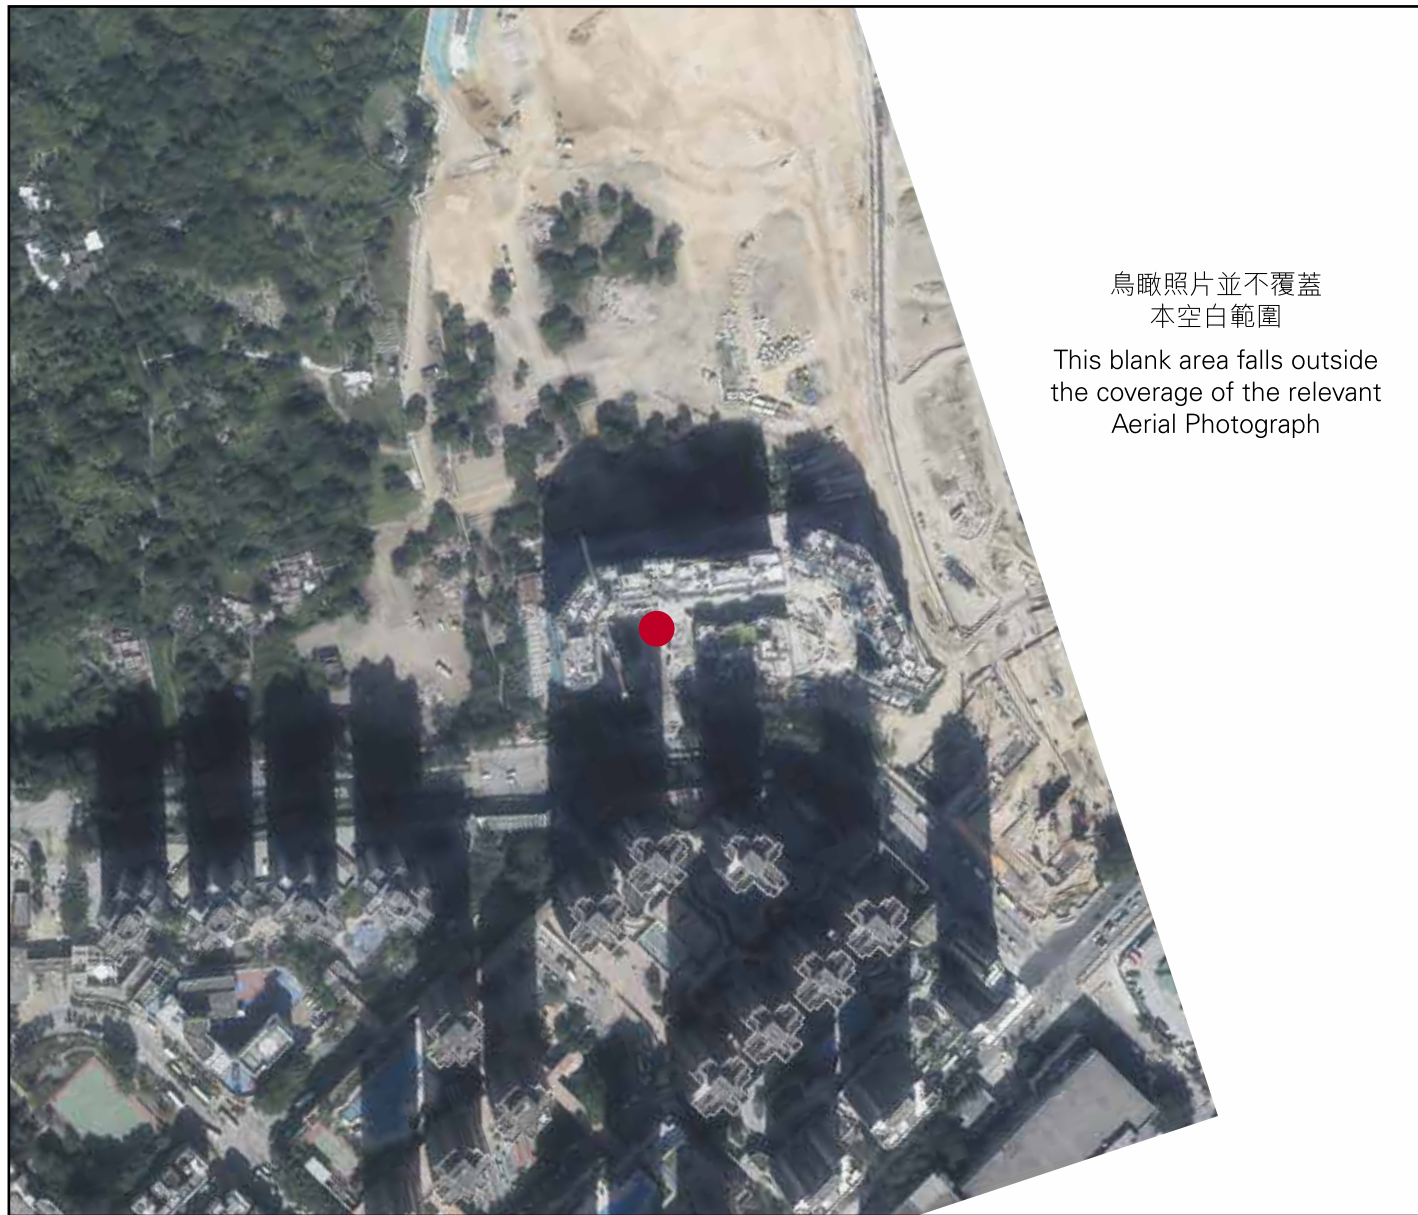 鳥瞰照片並不覆蓋
本空白範圍
This blank area falls outside
the coverage of the relevant
Aerial Photograph